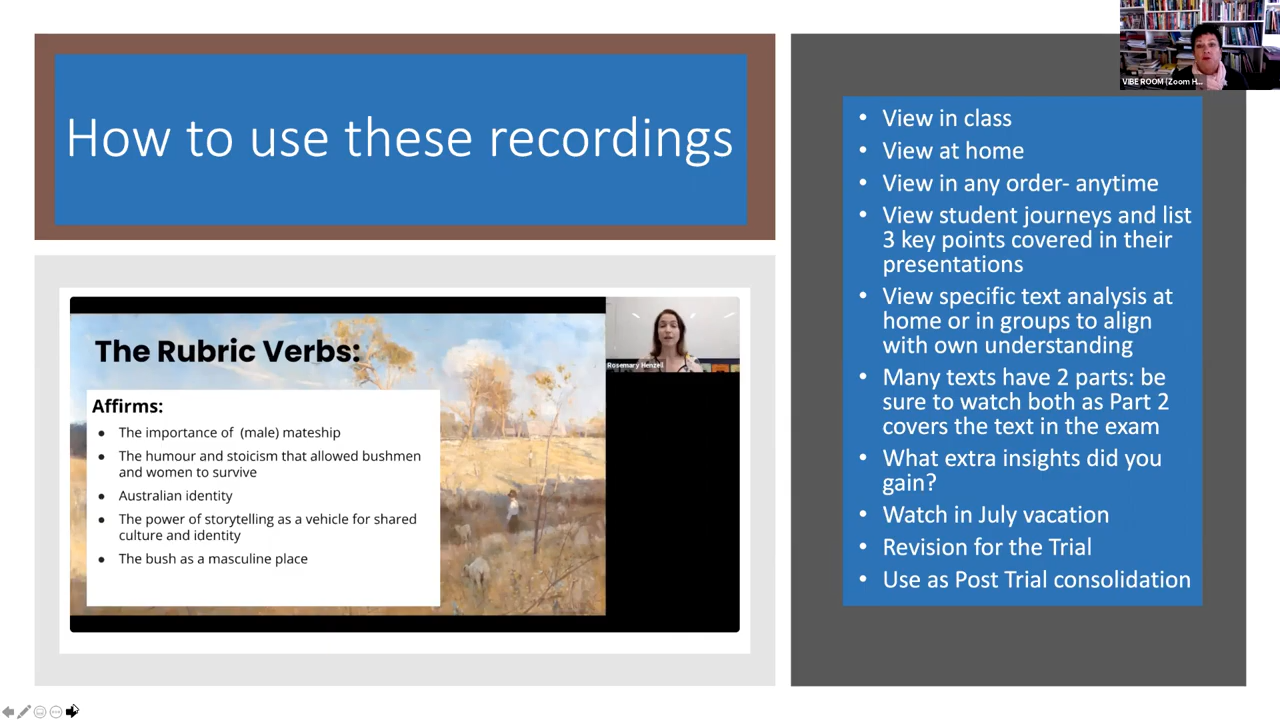 How to use these recordings
The Rubric Verbs:
Affirms:
● The importance of (male) mateship
● The humour and stoicism that allowed bushmen
and women to survive
● Australian identity
● The power of storytelling as a vehicle for shared
culture and identity
● The bush as a masculine place
Rosemary Henzell
VIBE ROOM (Zoom H...
• View in class
• View at home
• View in any order- anytime
• View student journeys and list
3 key points covered in their
presentations
• View specific text analysis at
home or in groups to align
with own understanding
• Many texts have 2 parts: be
sure to watch both as Part 2
covers the text in the exam
• What extra insights did you
gain?
• Watch in July vacation
• Revision for the Trial
• Use as Post Trial consolidation